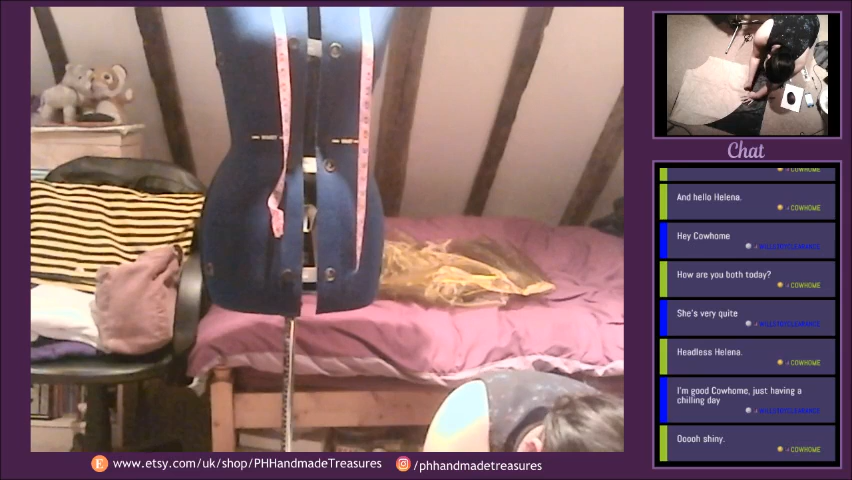 Chat
COWHOME
And hello Helena.
COWHOME
Hey Cowhome
How are you both today?
COWHOME
She's very quite
Headless Helena.
COWHOME
I'm good Cowhome, just having a
chilling day
Ooooh shiny.
COWHOME
www.etsy.com/uk/shop/PHHandmadeTreasures
/phhandmadetreasures